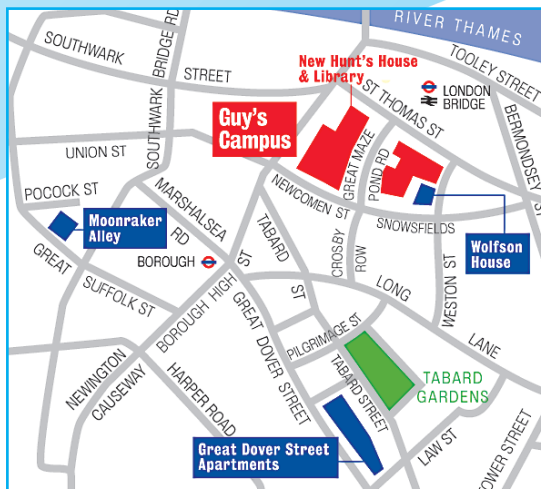 RIVER THAMES
SOUTHWARK
STREET
SOUTHWARK
BRIDGE RD
New Hunt's House
& Library
TOOLEY STREET
ST THOMAS ST
LONDON
BRIDGE
BERMONDSEY
Guy's
Campus
UNION ST
GREAT MAZE
POND RD
POCOCK ST
MARSHALSEA
RD
NEWCOMEN ST
SNOWSFIELDS
Moonraker
Alley
Wolfson
House
TABARD
ST
CROSBY
ROW
BOROUGH
GREAT
SUFFOLK ST
BOROUGH HIGH
ST
LONG
LANE
WESTON ST
GREAT DOVER STREET
PILGRIMAGE ST
TABARD STREET
TABARD
GARDENS
NEWINGTON
CAUSEWAY
HARPER ROAD
LAW ST
TOWER STREET
Great Dover Street
Apartments